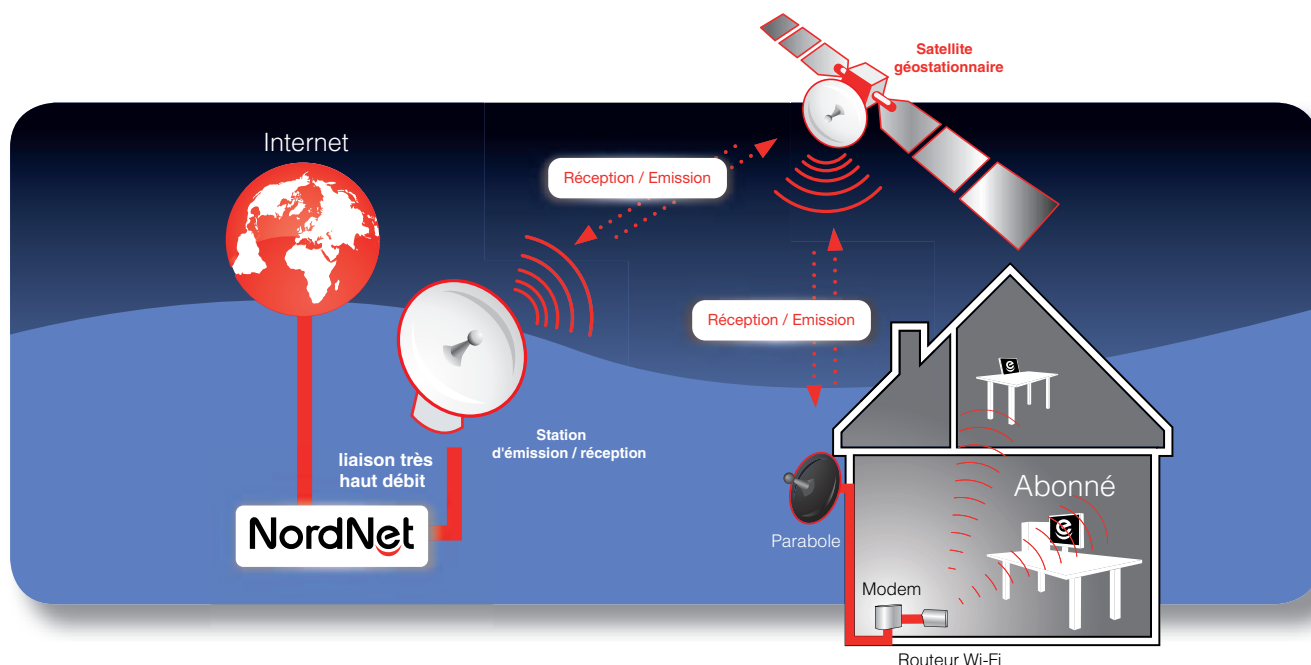 Satellite
géostationnaire
Internet
Réception / Emission
Réception / Emission
Station
d'émission / réception
liaison très
haut débit
NordNet
Abonné
Parabole
Modem
Routeur Wi-Fi